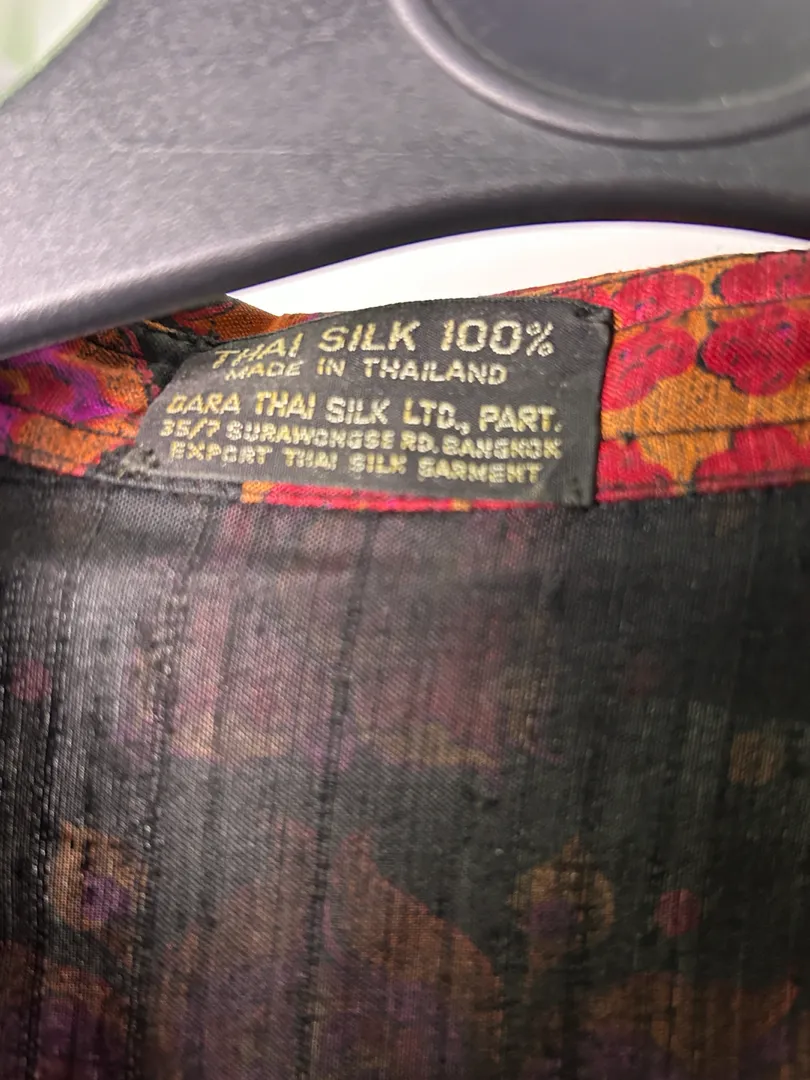 THAI SILK 100%
MADE IN THAILAND
GARA THAI SILK LTD., PART.
35/7 SURAWONGSE RD. BANGKOK
EXPORT THAI SILK GARMENT